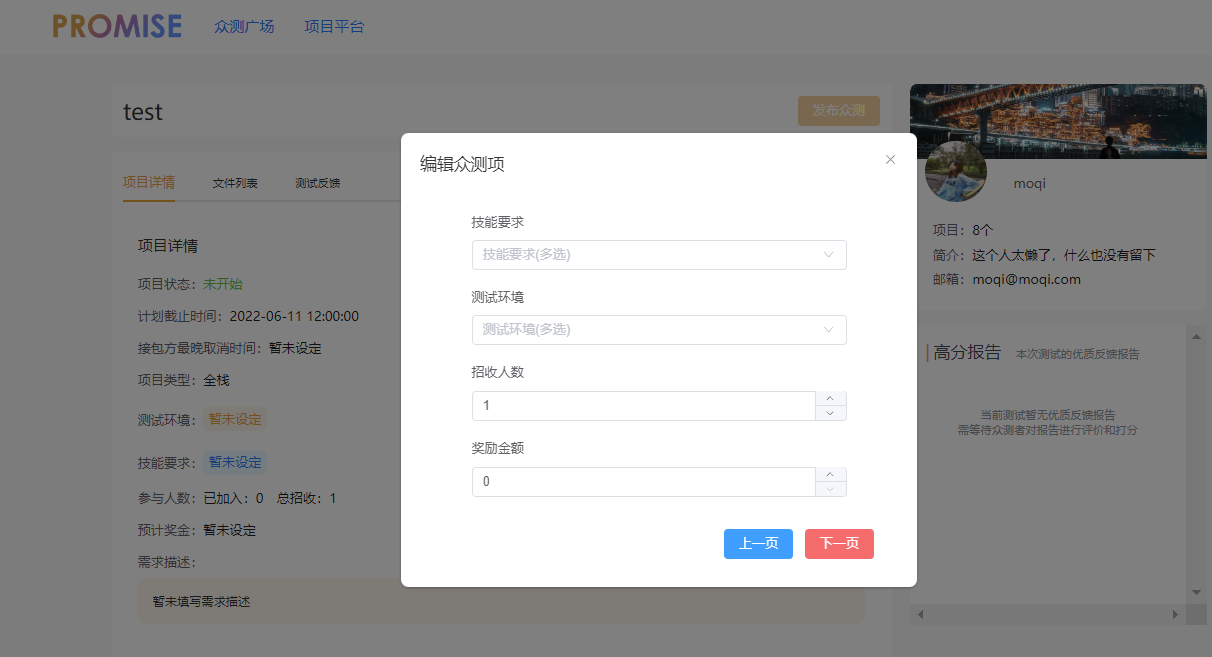 PROMISE 众测广场 项目平台
test
发布众测
项目详情 文件列表 测试反馈
项目详情
项目状态：未开始
计划截止时间：2022-06-11 12:00:00
接包方最晚取消时间：暂未设定
项目类型：全栈
测试环境：暂未设定
技能要求：暂未设定
参与人数：已加入：0 总招收：1
预计奖金：暂未设定
需求描述：
暂未填写需求描述
编辑众测项
技能要求
技能要求(多选)
测试环境
测试环境(多选)
招收人数
1
奖励金额
0
上一页 下一页
moqi
项目：8个
简介：这个人太懒了，什么也没有留下
邮箱：moqi@moqi.com
高分报告 本次测试的优质反馈报告
当前测试暂无优质反馈报告
需等待众测者对报告进行评价和打分